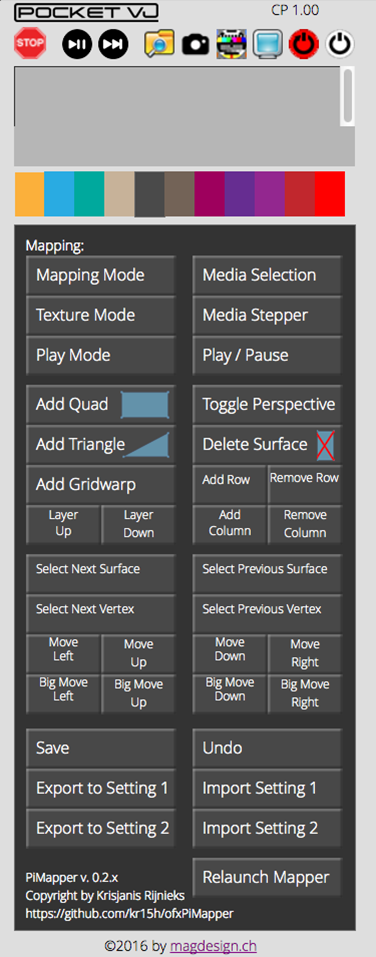 POCKET VJ
CP 1.00
STOP
Mapping:
Mapping Mode
Media Selection
Texture Mode
Media Stepper
Play Mode
Play / Pause
Add Quad
Toggle Perspective
Add Triangle
Delete Surface
Add Gridwarp
Add Row
Remove Row
Layer
Up
Layer
Down
Add
Column
Remove
Column
Select Next Surface
Select Previous Surface
Select Next Vertex
Select Previous Vertex
Move
Left
Move
Up
Move
Down
Move
Right
Big Move
Left
Big Move
Up
Big Move
Down
Big Move
Right
Save
Undo
Export to Setting 1
Import Setting 1
Export to Setting 2
Import Setting 2
Relaunch Mapper
PiMapper v. 0.2.x
Copyright by Krisjanis Rijnieks
https://github.com/kr15h/ofxPiMapper
©2016 by magdesign.ch